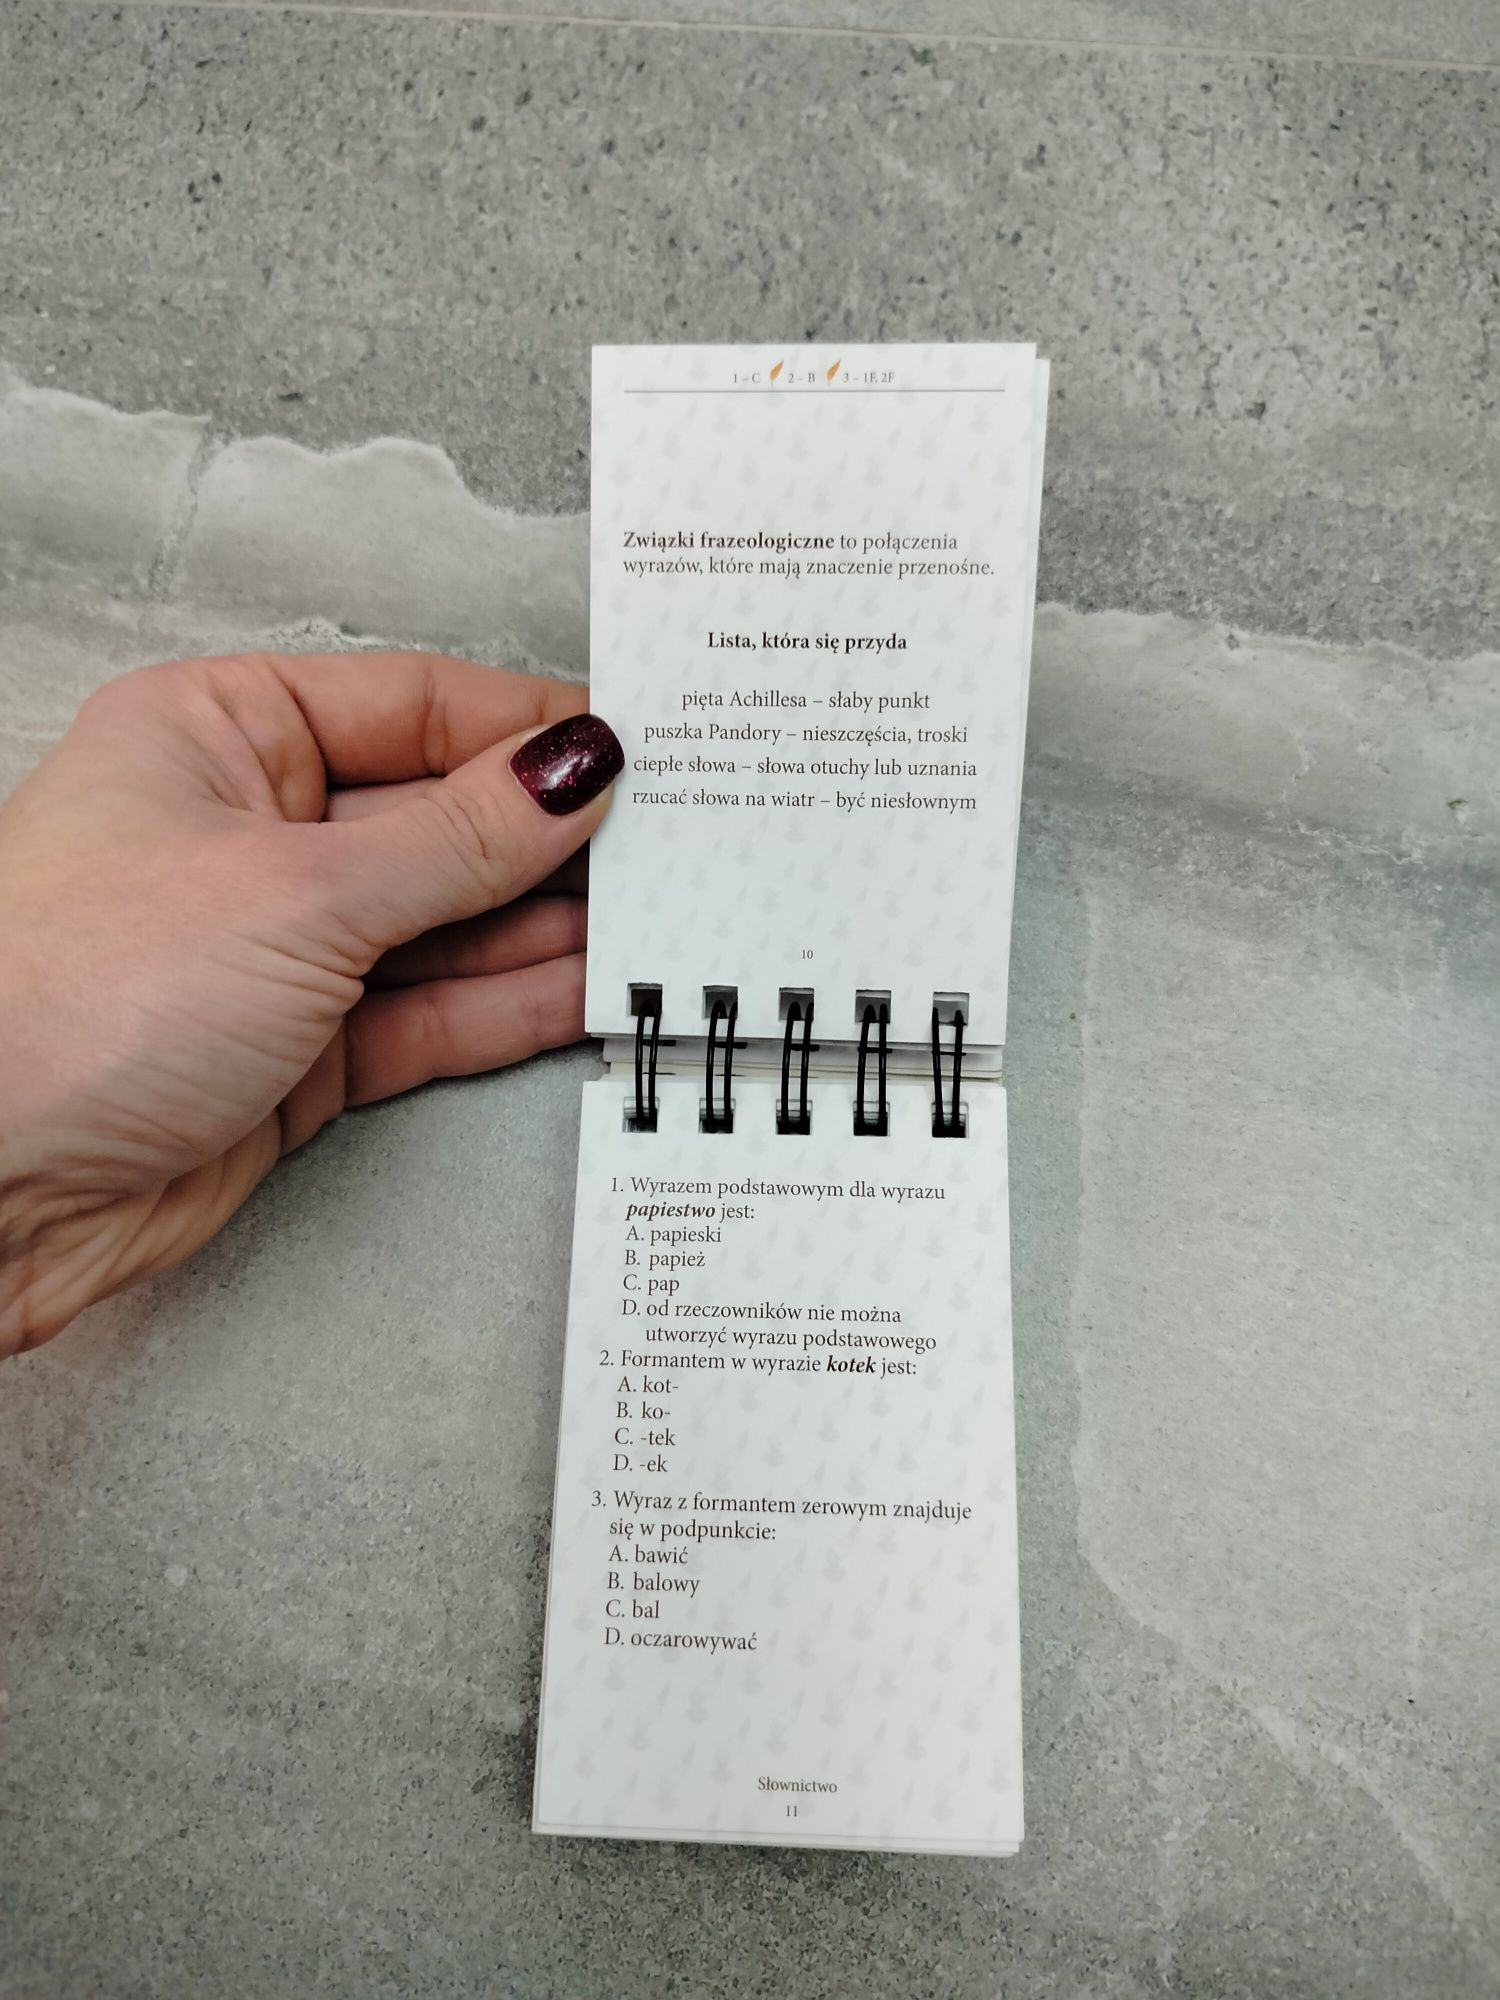 1 – C 2 – B 3 – 1F, 2F
Związki frazeologiczne to połączenia
wyrazów, które mają znaczenie przenośne.
Lista, która się przyda
pięta Achillesa – słaby punkt
puszka Pandory – nieszczęścia, troski
ciepłe słowa – słowa otuchy lub uznania
rzucać słowa na wiatr – być niesłownym
10
1. Wyrazem podstawowym dla wyrazu
papiestwo jest:
A. papieski
B. papież
C. pap
D. od rzeczowników nie można
utworzyć wyrazu podstawowego
2. Formantem w wyrazie kotek jest:
A. kot-
B. ko-
C. -tek
D. -ek
3. Wyraz z formantem zerowym znajduje
się w podpunkcie:
A. bawić
B. balowy
C. bal
D. oczarowywać
Słownictwo
11